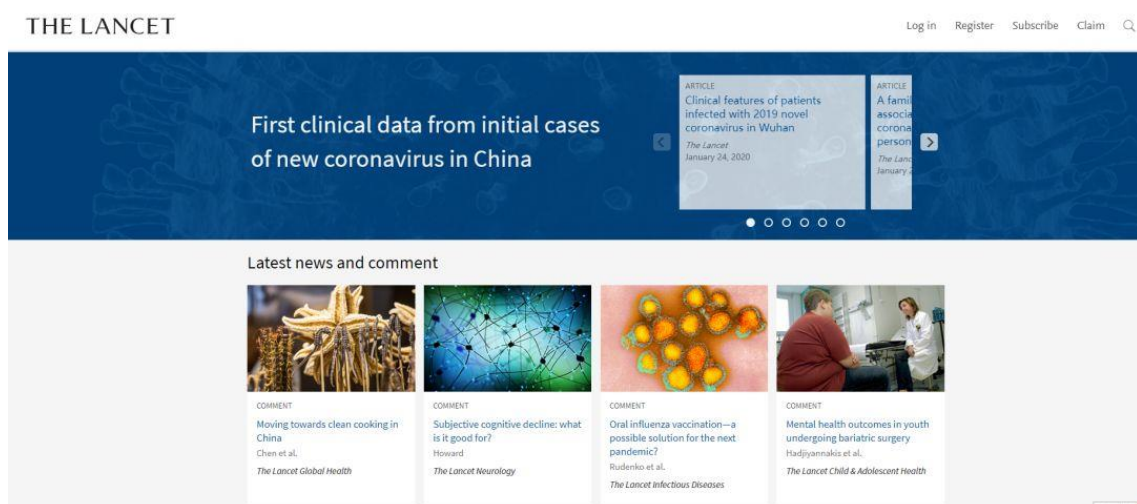 THE LANCET
Log in Register Subscribe Claim
First clinical data from initial cases
of new coronavirus in China
ARTICLE
Clinical features of patients
infected with 2019 novel
coronavirus in Wuhan
The Lancet
January 24, 2020
ARTICLE
A
person
January
Latest news and comment
COMMENT
Moving towards clean cooking in
China
Chen et al.
The Lancet Global Health
COMMENT
Subjective cognitive decline: what
is it good for?
Howard
The Lancet Neurology
COMMENT
Oral influenza vaccination—a
possible solution for the next
pandemic?
Rudenko et al.
The Lancet Infectious Diseases
COMMENT
Mental health outcomes in youth
undergoing bariatric surgery
Hadjiyannakis et al.
The Lancet Child & Adolescent Health